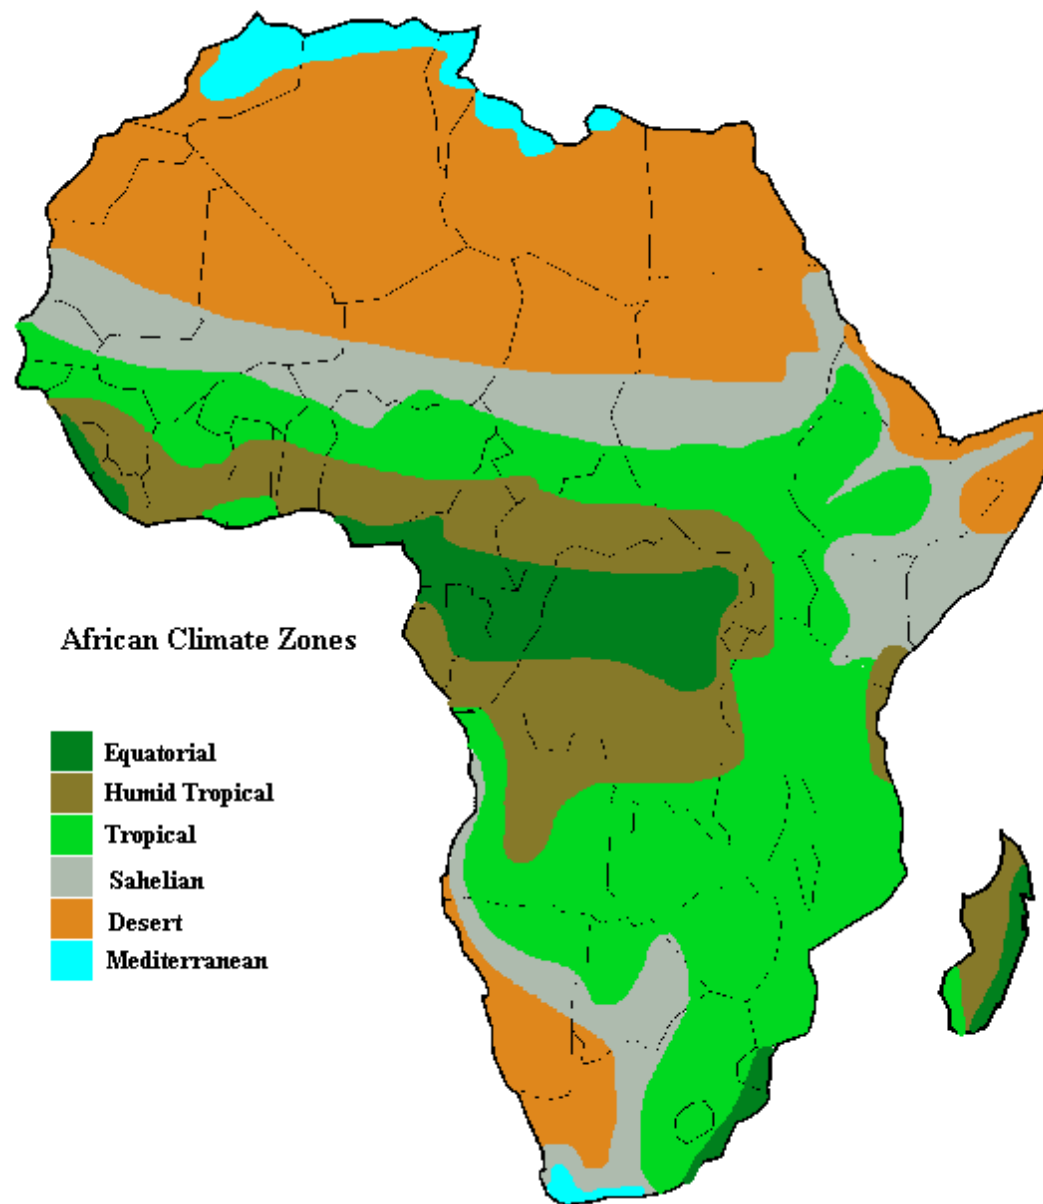 African Climate Zones
Equatorial
Humid Tropical
Tropical
Sahelian
Desert
Mediterranean